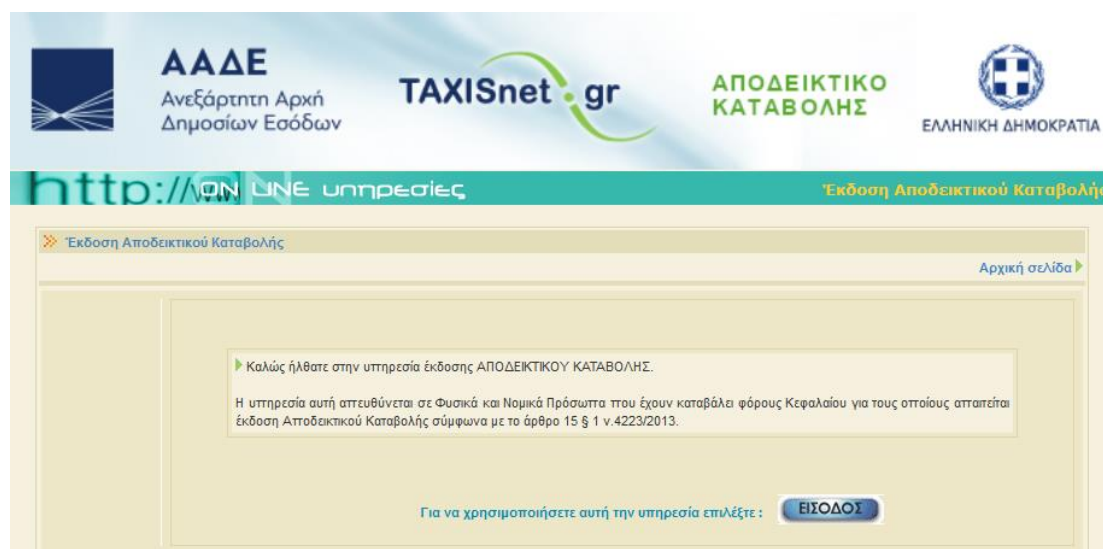 ΑΑΔΕ
Ανεξάρτητη Αρχή
Δημοσίων Εσόδων
TAXISnet.gr
ΑΠΟΔΕΙΚΤΙΚΟ
ΚΑΤΑΒΟΛΗΣ
ΕΛΛΗΝΙΚΗ ΔΗΜΟΚΡΑΤΙΑ
http://www ON LINE υπηρεσίες
Έκδοση Αποδεικτικού Καταβολής
Έκδοση Αποδεικτικού Καταβολής
Αρχική σελίδα
Καλώς ήλθατε στην υπηρεσία έκδοσης ΑΠΟΔΕΙΚΤΙΚΟΥ ΚΑΤΑΒΟΛΗΣ.
Η υπηρεσία αυτή απευθύνεται σε Φυσικά και Νομικά Πρόσωπα που έχουν καταβάλει φόρους Κεφαλαίου για τους οποίους απαιτείται
έκδοση Αποδεικτικού Καταβολής σύμφωνα με το άρθρο 15 § 1 ν.4223/2013.
Για να χρησιμοποιήσετε αυτή την υπηρεσία επιλέξτε :
ΕΙΣΟΔΟΣ